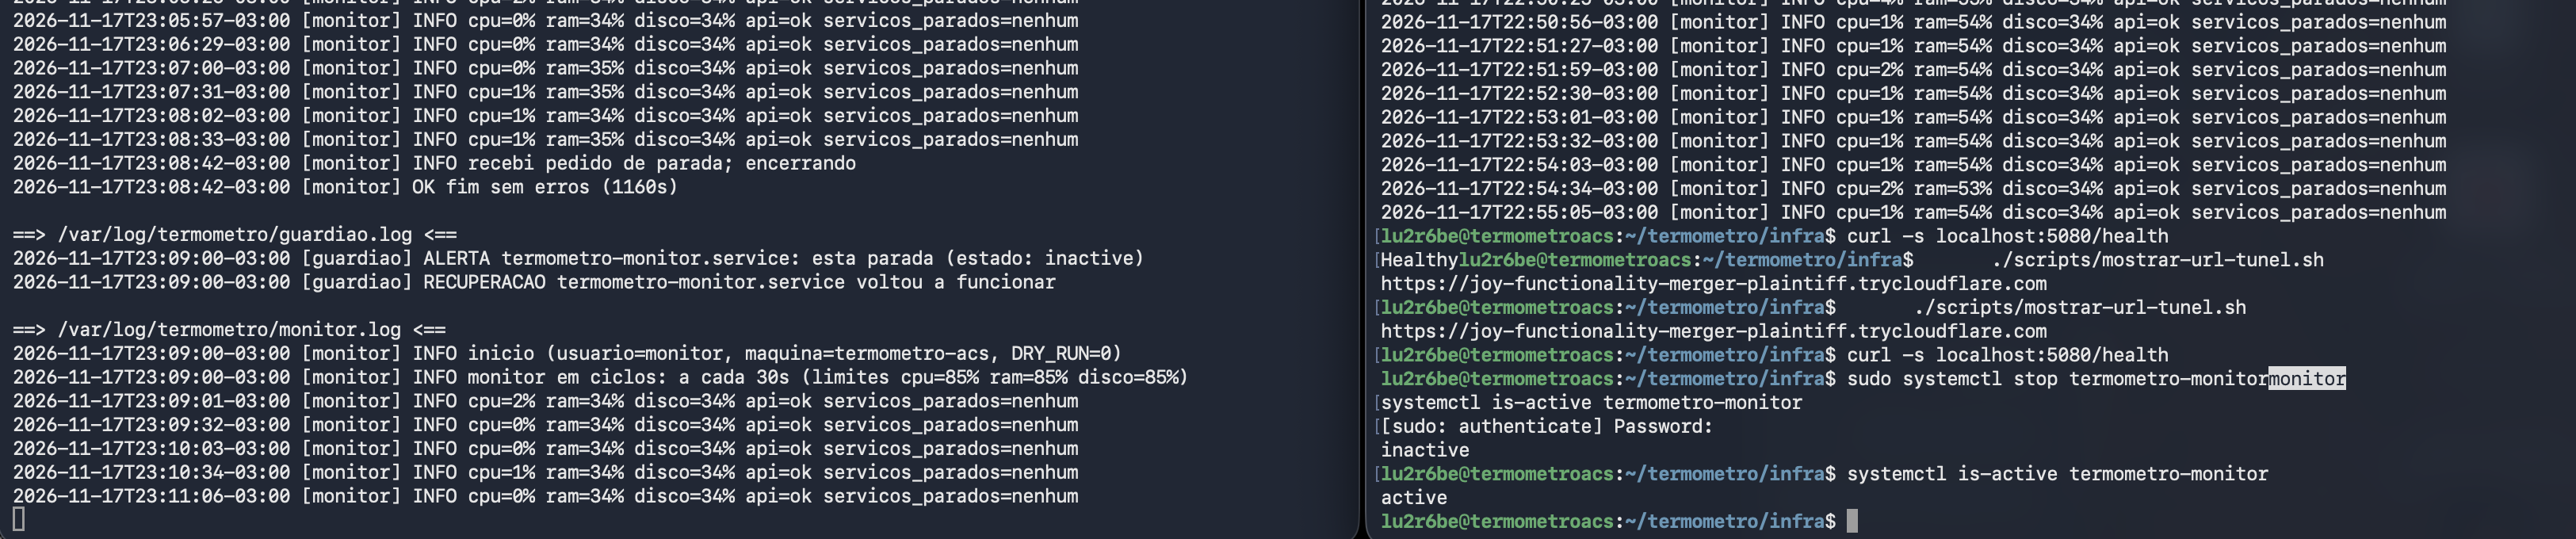 2026-11-17T23:05:57-03:00 [monitor] INFO cpu=0% ram=34% disco=34% api=ok servicos_parados=nenhum
2026-11-17T23:06:29-03:00 [monitor] INFO cpu=0% ram=34% disco=34% api=ok servicos_parados=nenhum
2026-11-17T23:07:00-03:00 [monitor] INFO cpu=0% ram=35% disco=34% api=ok servicos_parados=nenhum
2026-11-17T23:07:31-03:00 [monitor] INFO cpu=1% ram=35% disco=34% api=ok servicos_parados=nenhum
2026-11-17T23:08:02-03:00 [monitor] INFO cpu=1% ram=34% disco=34% api=ok servicos_parados=nenhum
2026-11-17T23:08:33-03:00 [monitor] INFO cpu=1% ram=35% disco=34% api=ok servicos_parados=nenhum
2026-11-17T23:08:42-03:00 [monitor] INFO recebi pedido de parada; encerrando
2026-11-17T23:08:42-03:00 [monitor] OK fim sem erros (1160s)
==> /var/log/termometro/guardiao.log <==
2026-11-17T23:09:00-03:00 [guardiao] ALERTA termometro-monitor.service: esta parada (estado: inactive)
2026-11-17T23:09:00-03:00 [guardiao] RECUPERACAO termometro-monitor.service voltou a funcionar
==> /var/log/termometro/monitor.log <==
2026-11-17T23:09:00-03:00 [monitor] INFO inicio (usuario=monitor, maquina=termometro-acs, DRY_RUN=0)
2026-11-17T23:09:00-03:00 [monitor] INFO monitor em ciclos: a cada 30s (limites cpu=85% ram=85% disco=85%)
2026-11-17T23:09:01-03:00 [monitor] INFO cpu=2% ram=34% disco=34% api=ok servicos_parados=nenhum
2026-11-17T23:09:32-03:00 [monitor] INFO cpu=0% ram=34% disco=34% api=ok servicos_parados=nenhum
2026-11-17T23:10:03-03:00 [monitor] INFO cpu=0% ram=34% disco=34% api=ok servicos_parados=nenhum
2026-11-17T23:10:34-03:00 [monitor] INFO cpu=1% ram=34% disco=34% api=ok servicos_parados=nenhum
2026-11-17T23:11:06-03:00 [monitor] INFO cpu=0% ram=34% disco=34% api=ok servicos_parados=nenhum
2026-11-17T22:50:56-03:00 [monitor] INFO cpu=1% ram=53% disco=34% api=ok servicos_parados=nenhum
2026-11-17T22:51:27-03:00 [monitor] INFO cpu=1% ram=54% disco=34% api=ok servicos_parados=nenhum
2026-11-17T22:51:59-03:00 [monitor] INFO cpu=2% ram=54% disco=34% api=ok servicos_parados=nenhum
2026-11-17T22:52:30-03:00 [monitor] INFO cpu=1% ram=54% disco=34% api=ok servicos_parados=nenhum
2026-11-17T22:53:01-03:00 [monitor] INFO cpu=1% ram=54% disco=34% api=ok servicos_parados=nenhum
2026-11-17T22:53:32-03:00 [monitor] INFO cpu=1% ram=54% disco=34% api=ok servicos_parados=nenhum
2026-11-17T22:54:03-03:00 [monitor] INFO cpu=1% ram=54% disco=34% api=ok servicos_parados=nenhum
2026-11-17T22:54:34-03:00 [monitor] INFO cpu=2% ram=53% disco=34% api=ok servicos_parados=nenhum
2026-11-17T22:55:05-03:00 [monitor] INFO cpu=1% ram=54% disco=34% api=ok servicos_parados=nenhum
[lu2r6be@termometroacs:~/termometro/infra$ curl -s localhost:5080/health
[Healthylu2r6be@termometroacs:~/termometro/infra$ ./scripts/mostrar-url-tunel.sh
https://joy-functionality-merger-plaintiff.trycloudflare.com
[lu2r6be@termometroacs:~/termometro/infra$ ./scripts/mostrar-url-tunel.sh
https://joy-functionality-merger-plaintiff.trycloudflare.com
[lu2r6be@termometroacs:~/termometro/infra$ curl -s localhost:5080/health
lu2r6be@termometroacs:~/termometro/infra$ sudo systemctl stop termometro-monitormonitor
[systemctl is-active termometro-monitor
[[sudo: authenticate] Password:
inactive
[lu2r6be@termometroacs:~/termometro/infra$ systemctl is-active termometro-monitor
active
lu2r6be@termometroacs:~/termometro/infra$